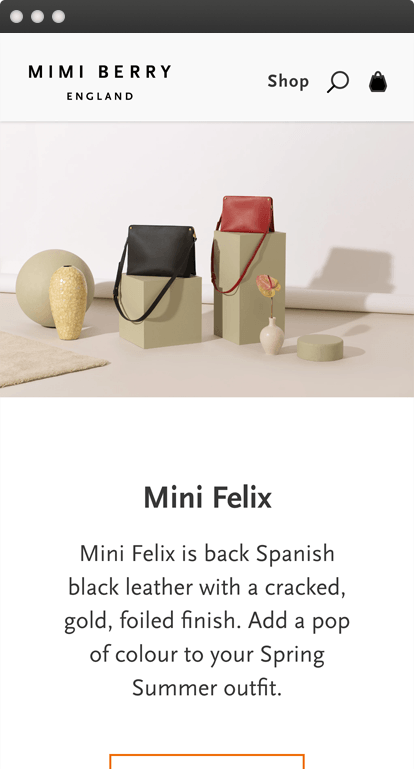 MIMI BERRY
ENGLAND
Shop
Mini Felix
Mini Felix is back Spanish
black leather with a cracked,
gold, foiled finish. Add a pop
of colour to your Spring
Summer outfit.